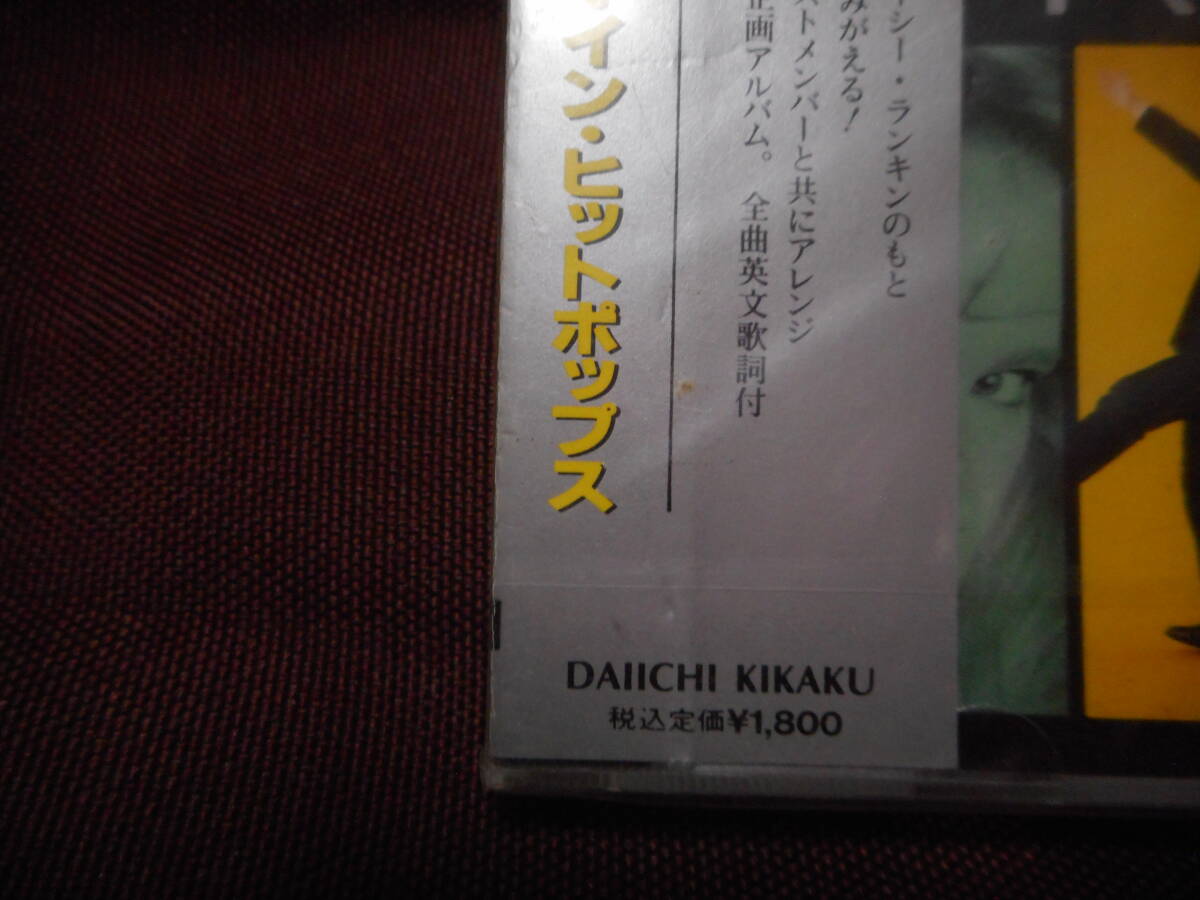 シー・ランキンのもと
みがえる!
ストメンバーと共にアレンジ
企画アルバム。 全曲英文歌詞付
イン・ヒットポップス
DAIICHI KIKAKU
税込定価¥1,800